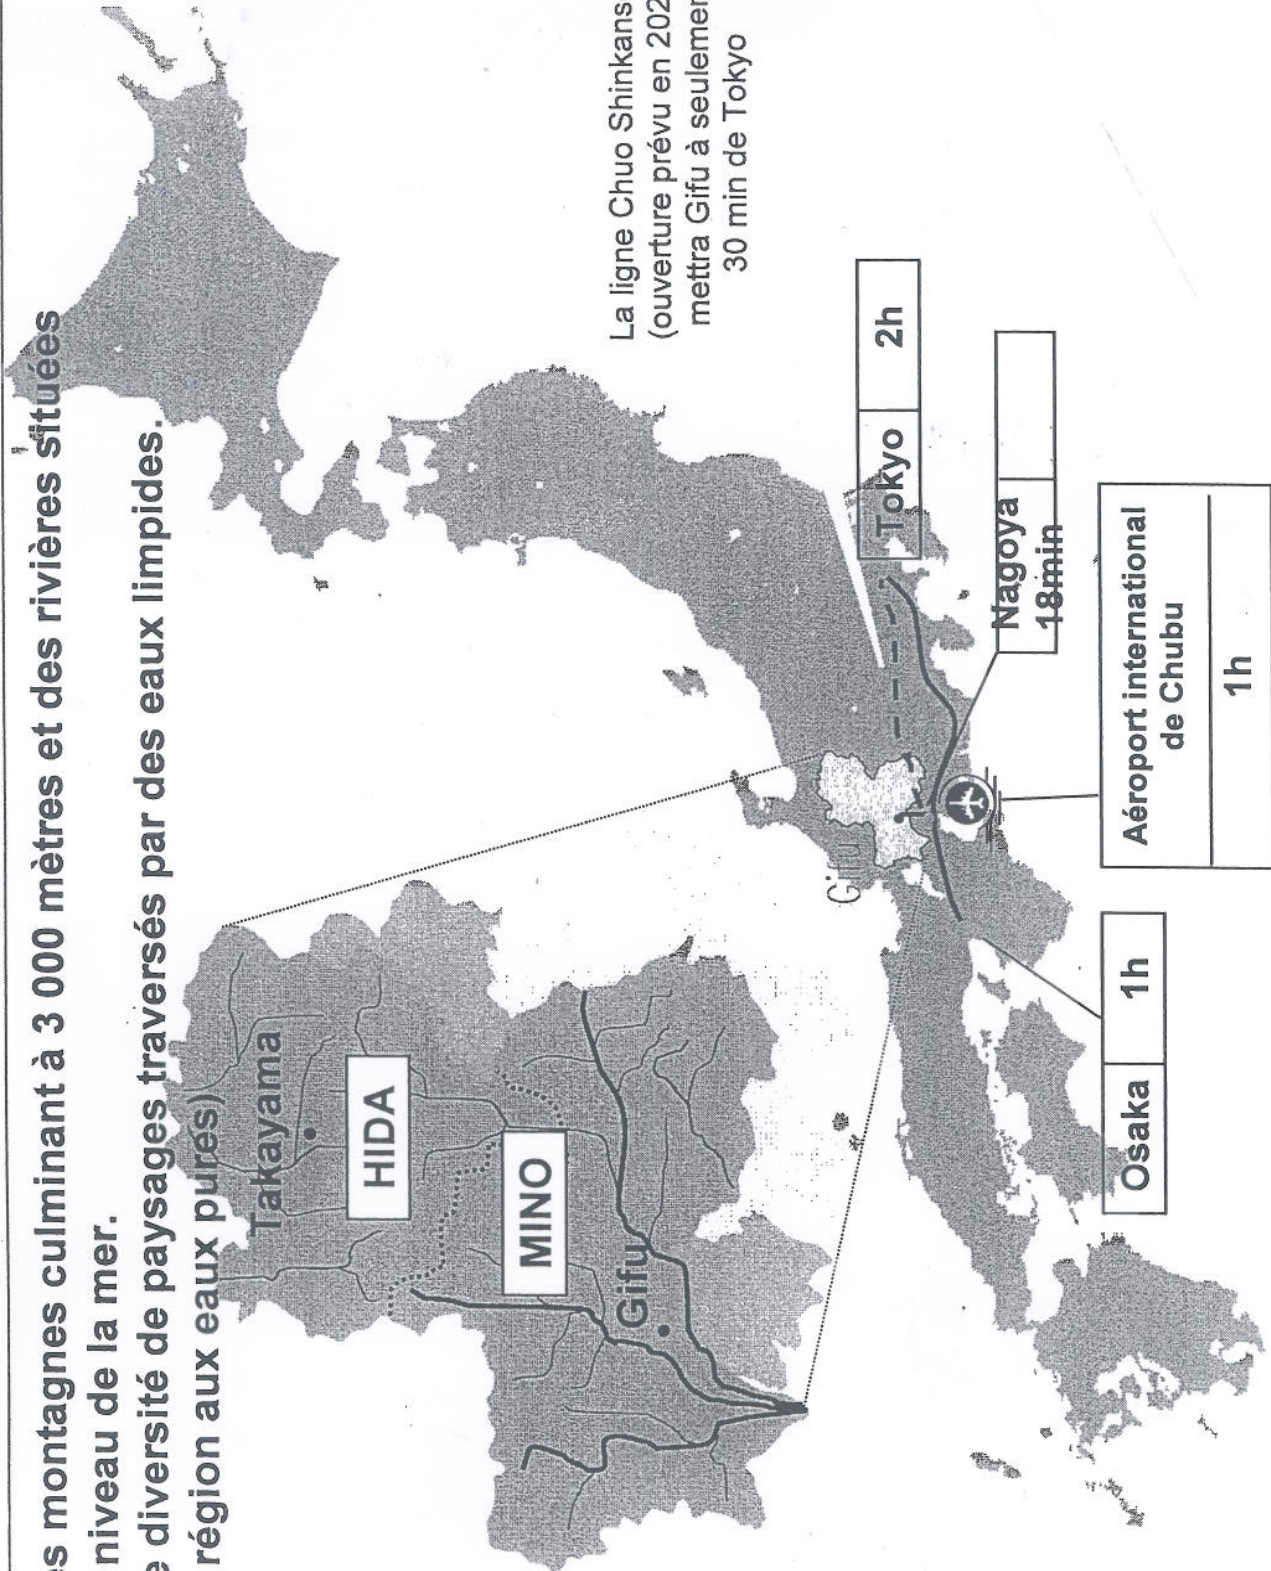 es montagnes culminant à 3 000 mètres et des rivières situées
niveau de la mer.
e diversité de paysages traversés par des eaux limpides.
région aux eaux pures)
La ligne Chuo Shinkans
(ouverture prévu en 202
mettra Gifu à seulemen
30 min de Tokyo
Takayama
HIDA
MINO
Gifu
Gifu
Tokyo 2h
Nagoya
18min
Aéroport international
de Chubu
1h
Osaka 1h